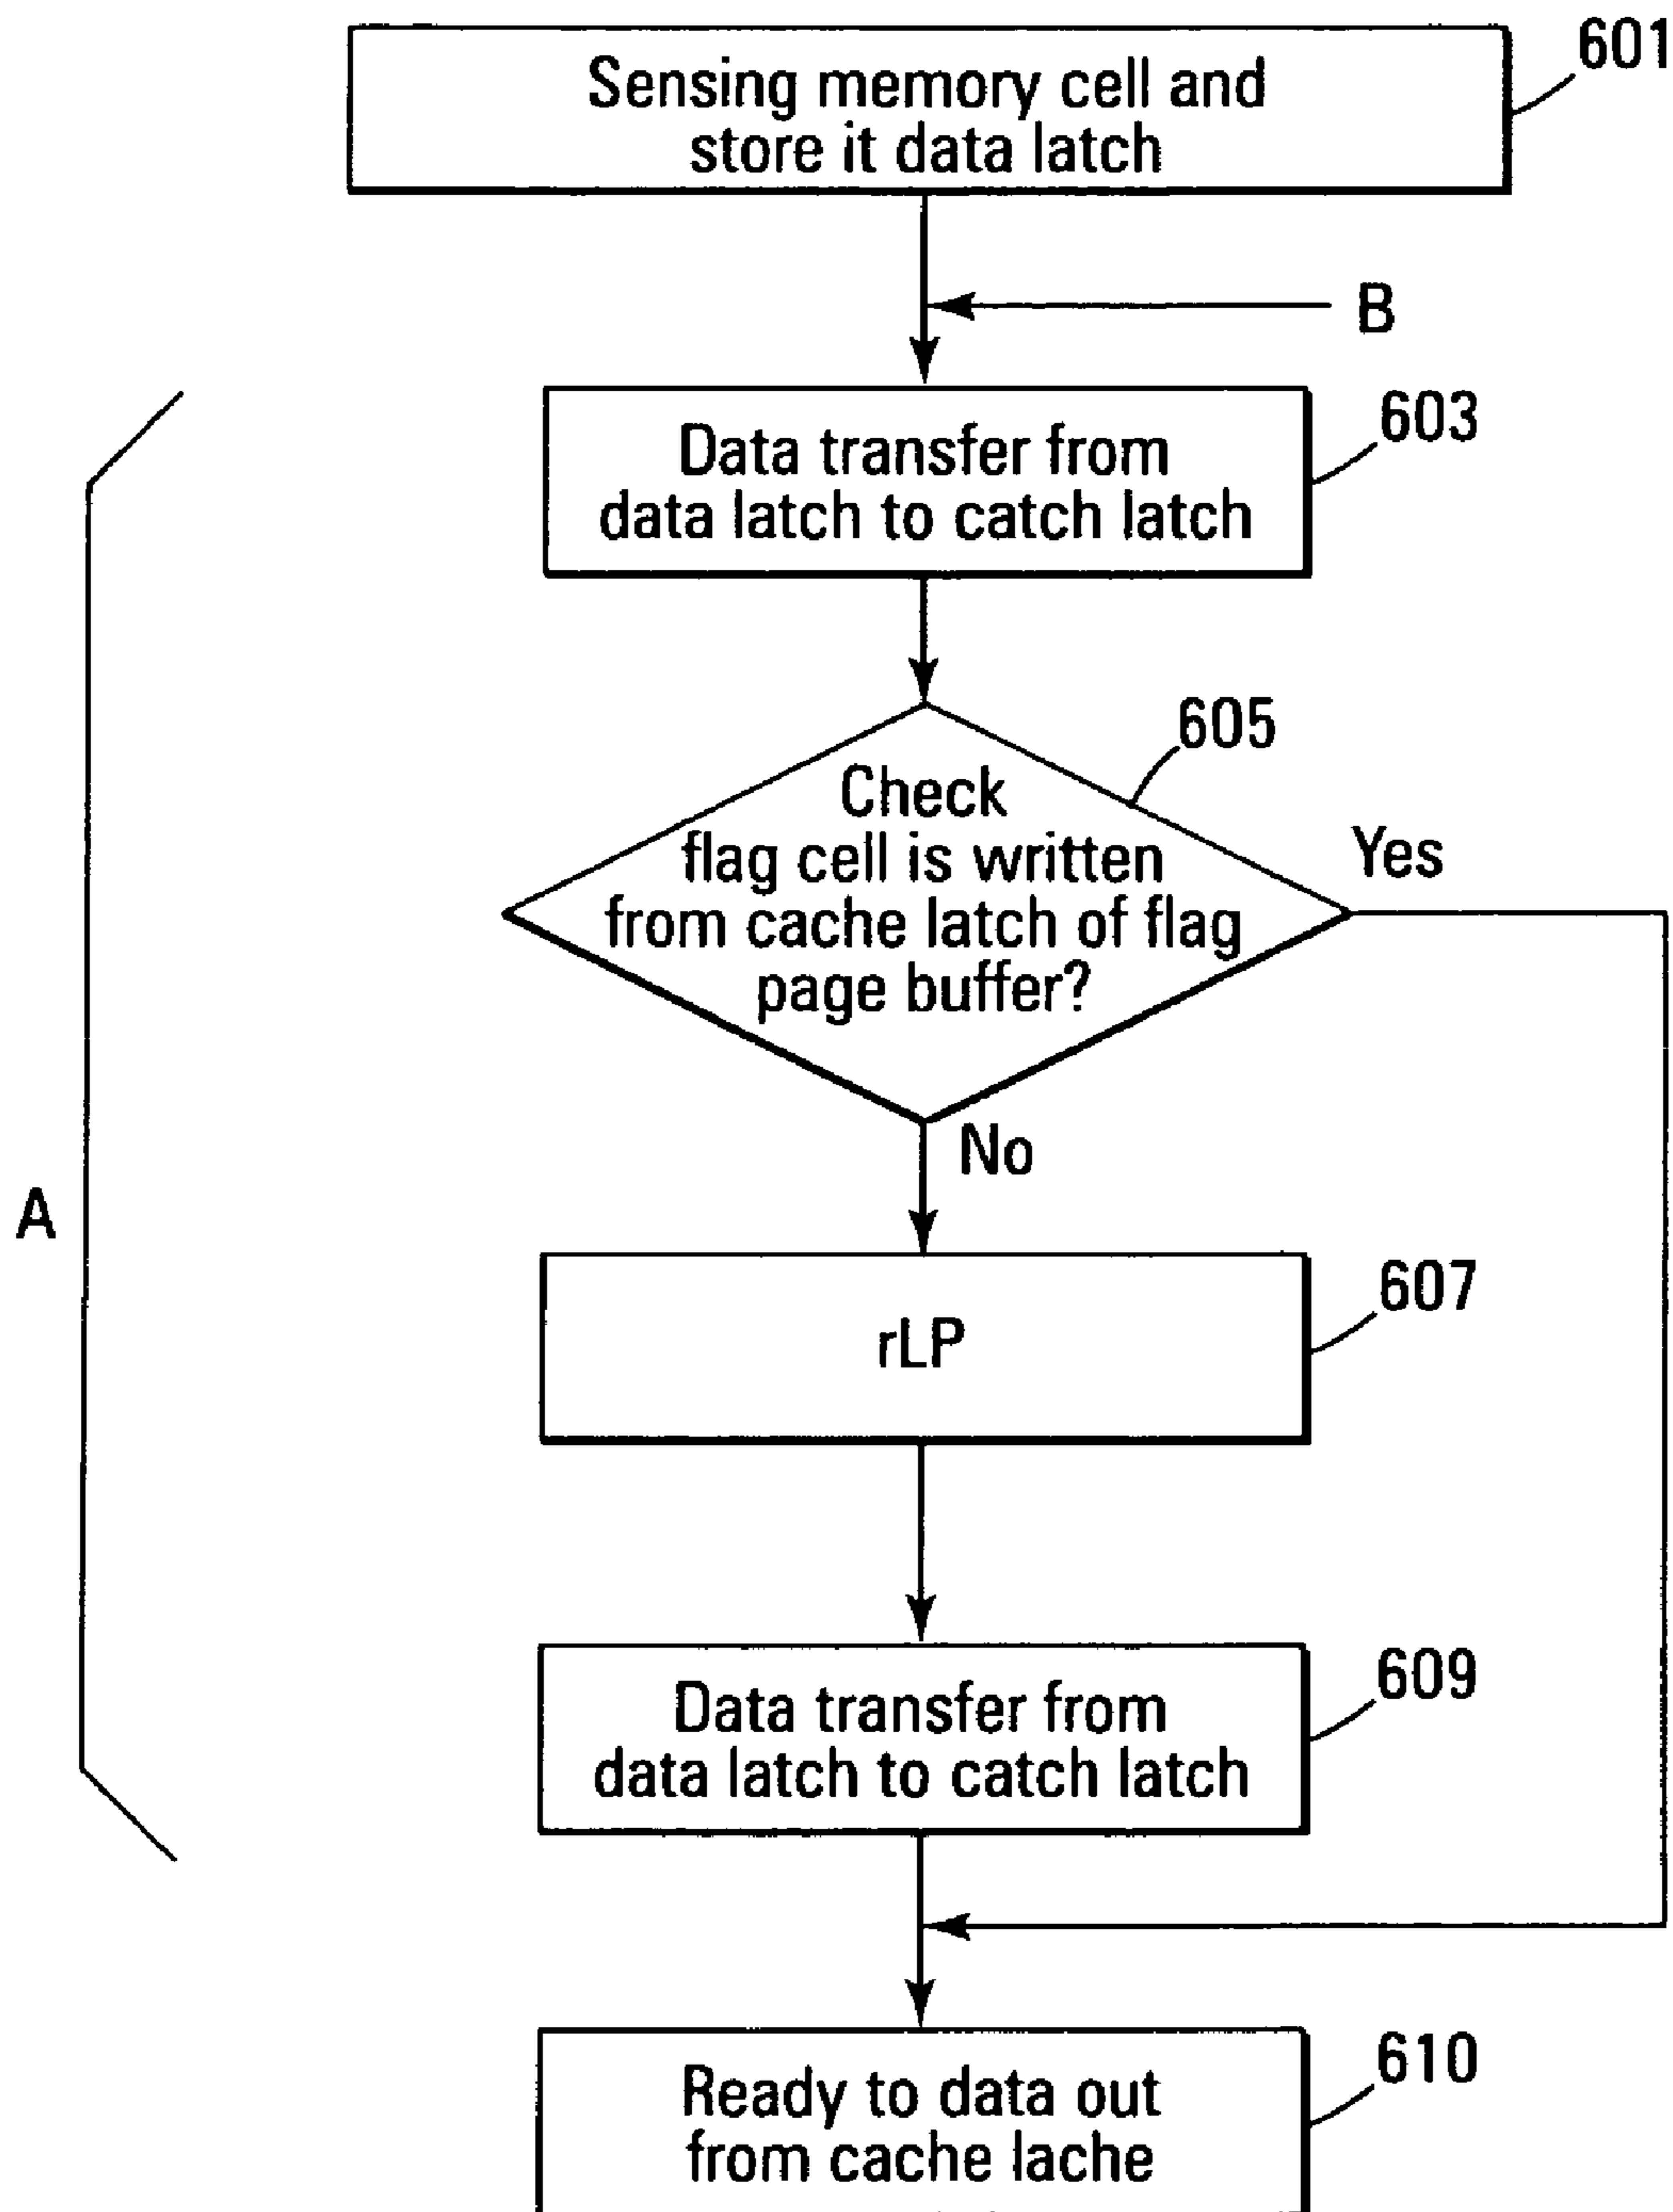 601
Sensing memory cell and
store it data latch
B
603
Data transfer from
data latch to catch latch
605
Check
flag cell is written
from cache latch of flag
page buffer?
Yes
No
A
607
rLP
609
Data transfer from
data latch to catch latch
610
Ready to data out
from cache lache